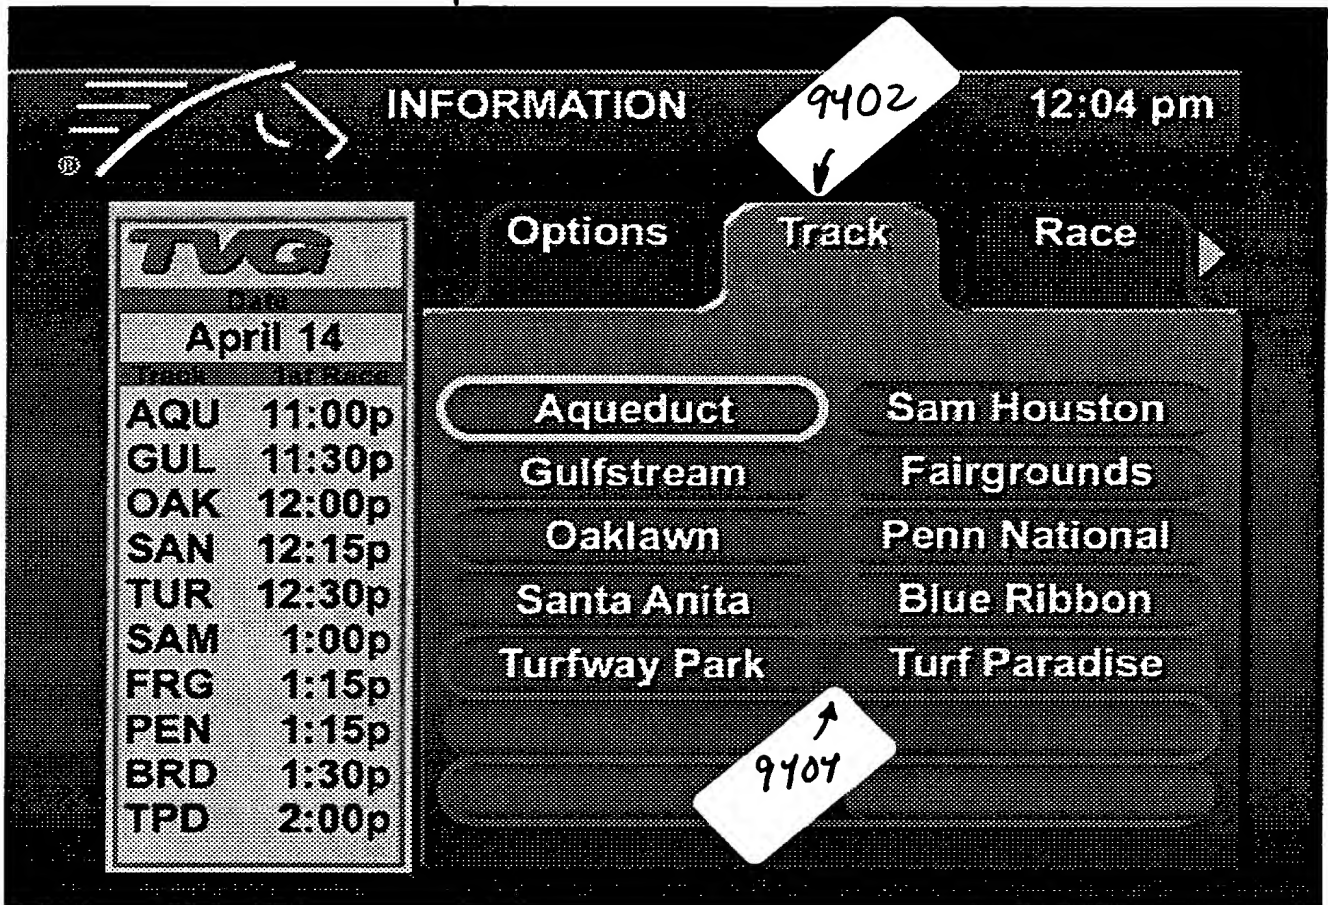 INFORMATION
9402
12:04 pm
®
Options
Track
Race
TVG
Date
April 14
Track 1st Race
AQU 11:00p
GUL 11:30p
OAK 12:00p
SAN 12:15p
TUR 12:30p
SAM 1:00p
FRG 1:15p
PEN 1:15p
BRD 1:30p
TPD 2:00p
Aqueduct
Sam Houston
Gulfstream
Fairgrounds
Oaklawn
Penn National
Santa Anita
Blue Ribbon
Turfway Park
Turf Paradise
9404